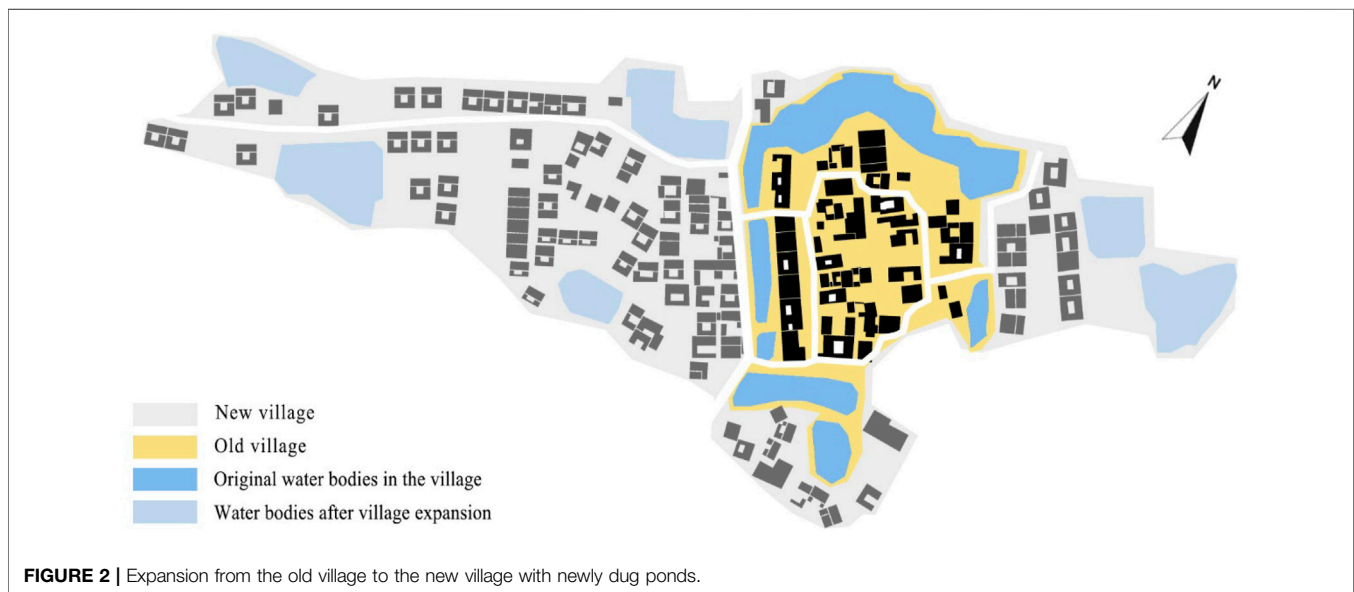 N
New village
Old village
Original water bodies in the village
Water bodies after village expansion
FIGURE 2 | Expansion from the old village to the new village with newly dug ponds.